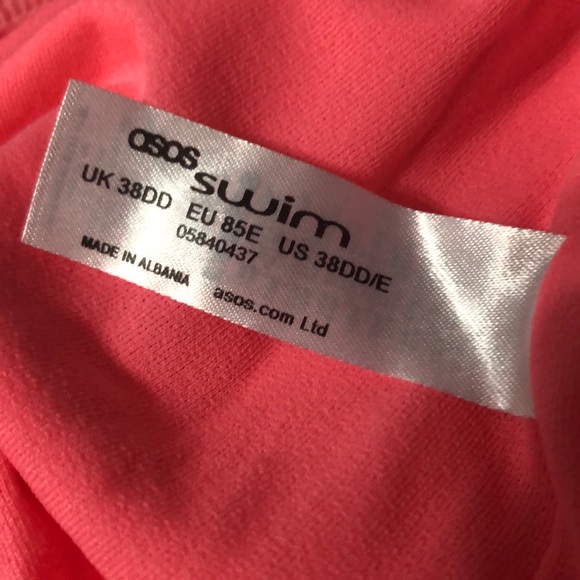 asos
swim
UK 38DD EU 85E US 38DD/E
05840437
MADE IN ALBANIA
asos.com Ltd